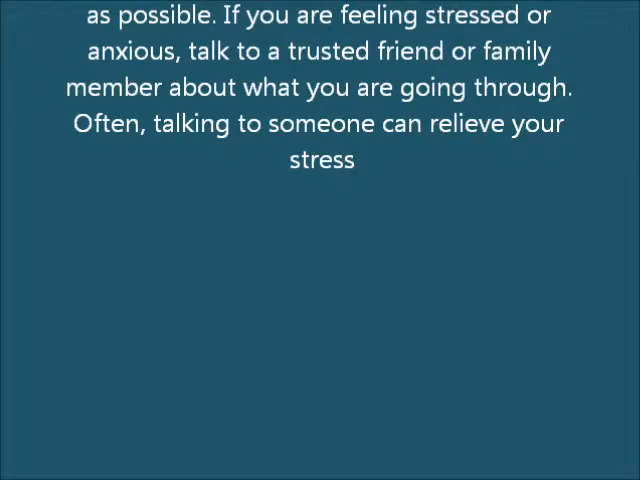 as possible. If you are feeling stressed or
anxious, talk to a trusted friend or family
member about what you are going through.
Often, talking to someone can relieve your
stress